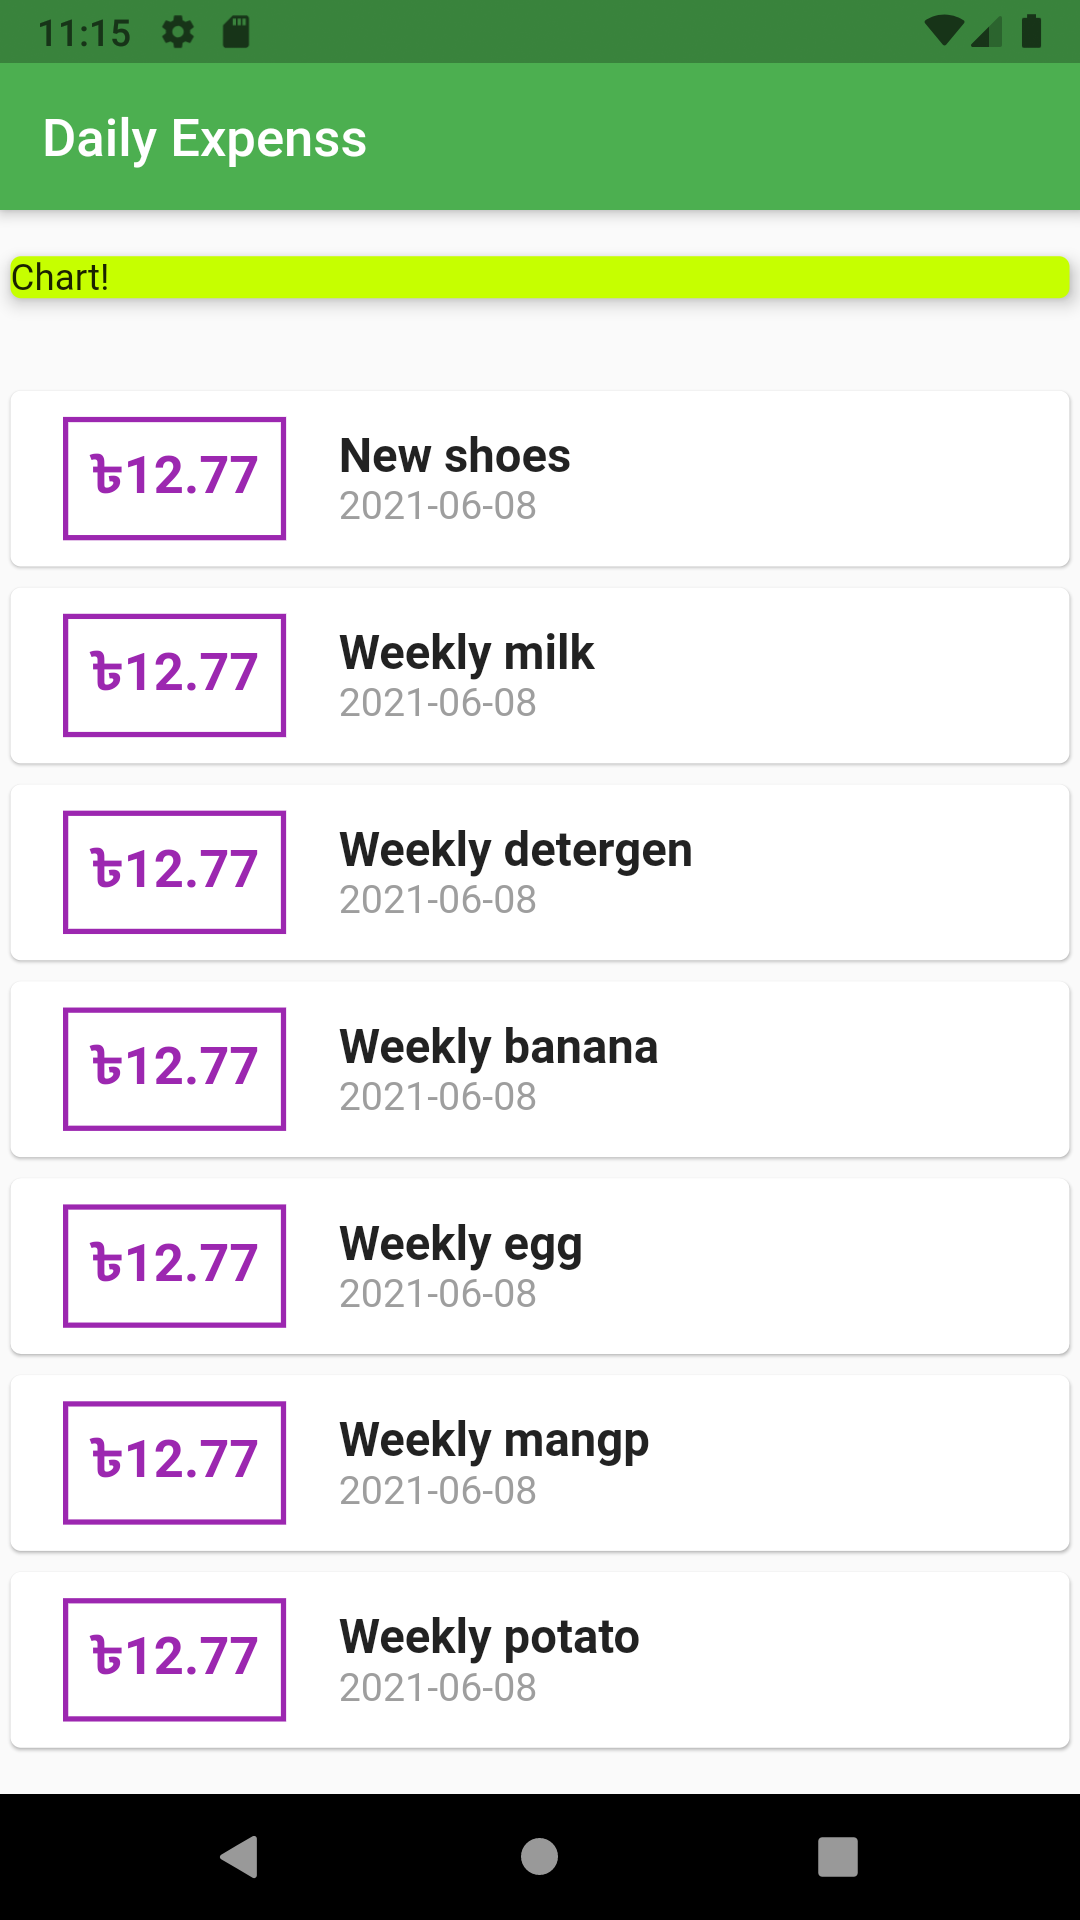 11:15
Daily Expenss
Chart!
৳12.77
New shoes
2021-06-08
৳12.77
Weekly milk
2021-06-08
৳12.77
Weekly detergen
2021-06-08
৳12.77
Weekly banana
2021-06-08
৳12.77
Weekly egg
2021-06-08
৳12.77
Weekly mangp
2021-06-08
৳12.77
Weekly potato
2021-06-08